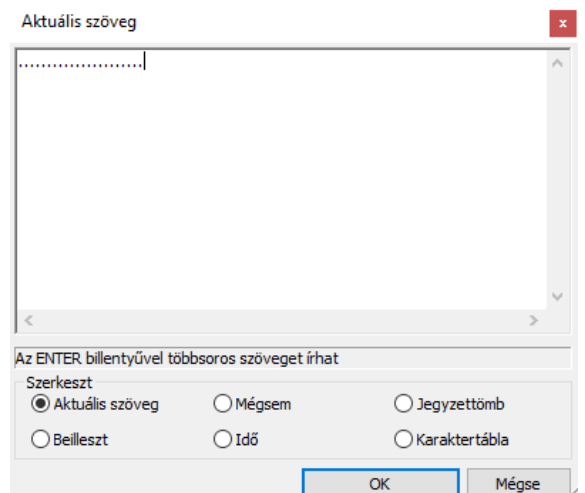 Aktuális szöveg
x
......................
Az ENTER billentyűvel többsoros szöveget írhat
Szerkeszt
Aktuális szöveg Mégsem Jegyzettömb
Beilleszt Idő Karaktertábla
OK Mégse